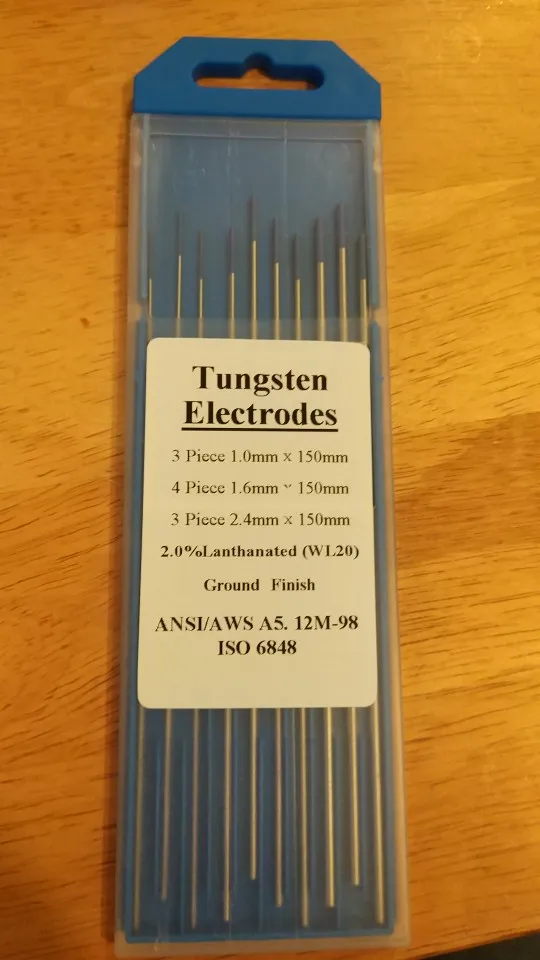 Tungsten
Electrodes
3 Piece 1.0mm x 150mm
4 Piece 1.6mm x 150mm
3 Piece 2.4mm x 150mm
2.0%Lanthanated (WL20)
Ground Finish
ANSI/AWS A5. 12M-98
ISO 6848